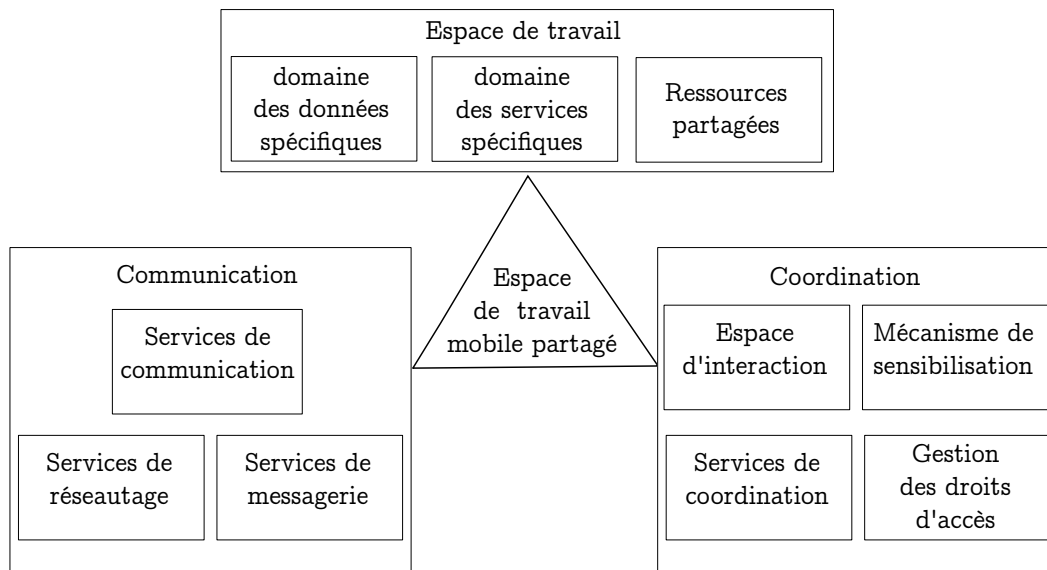 Espace de travail
domaine
des données
spécifiques
domaine
des services
spécifiques
Ressources
partagées
Espace
de travail
mobile partagé
Communication
Services de
communication
Services de
réseautage
Services de
messagerie
Coordination
Espace
d'interaction
Mécanisme de
sensibilisation
Services de
coordination
Gestion
des droits
d'accès